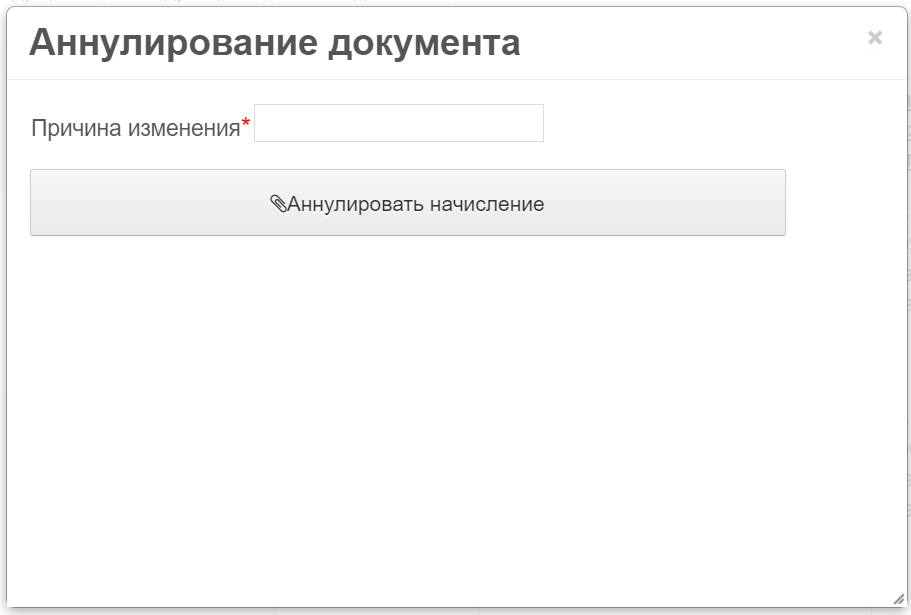 Аннулирование документа
×
Причина изменения*
Аннулировать начисление